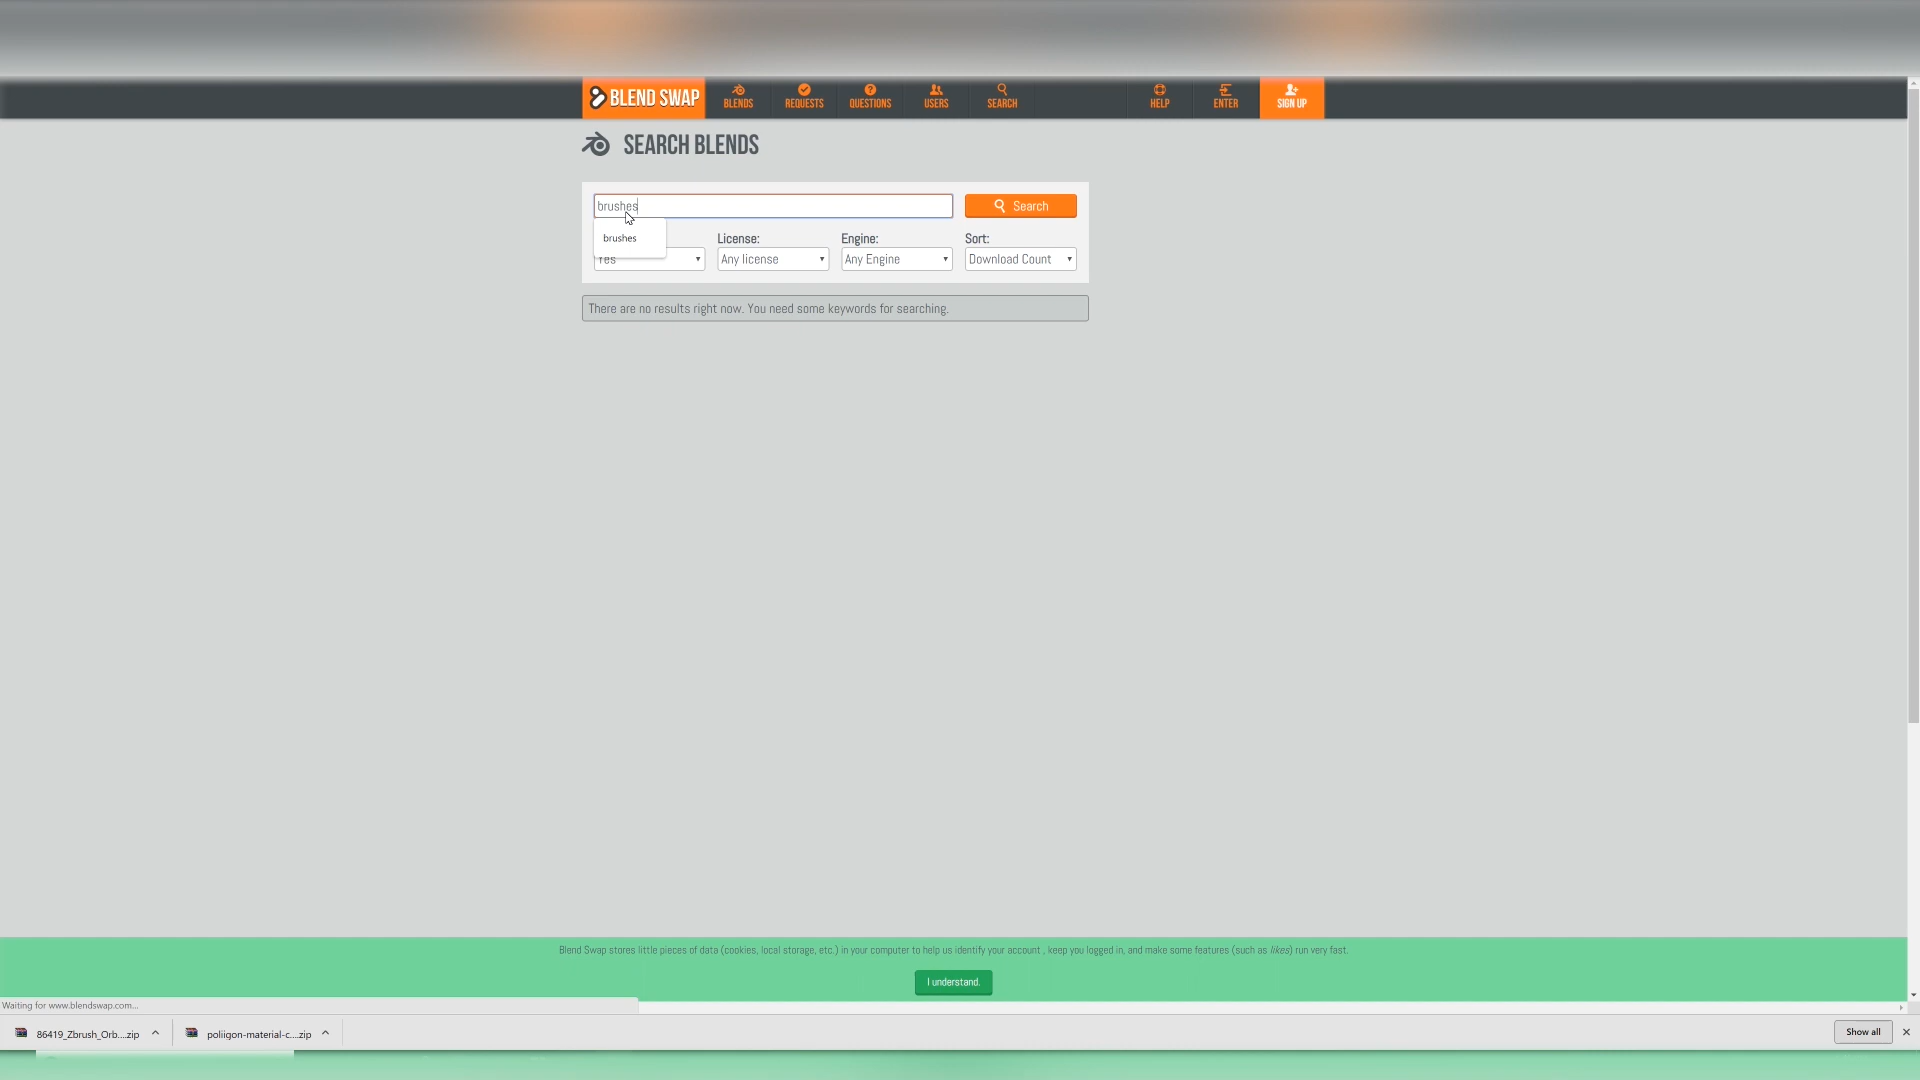 BLEND SWAP
BLENDS
REQUESTS
QUESTIONS
USERS
SEARCH
HELP
ENTER
SIGN UP
SEARCH BLENDS
brushes
Search
brushes
License:
Engine:
Sort:
Yes
Any license
Any Engine
Download Count
There are no results right now. You need some keywords for searching.
Blend Swap stores little pieces of data (cookies, local storage, etc.) in your computer to help us identify your account , keep you logged in, and make some features (such as likes) run very fast.
I understand.
Waiting for www.blendswap.com...
86419_Zbrush_Orb....zip
poliigon-material-c....zip
Show all